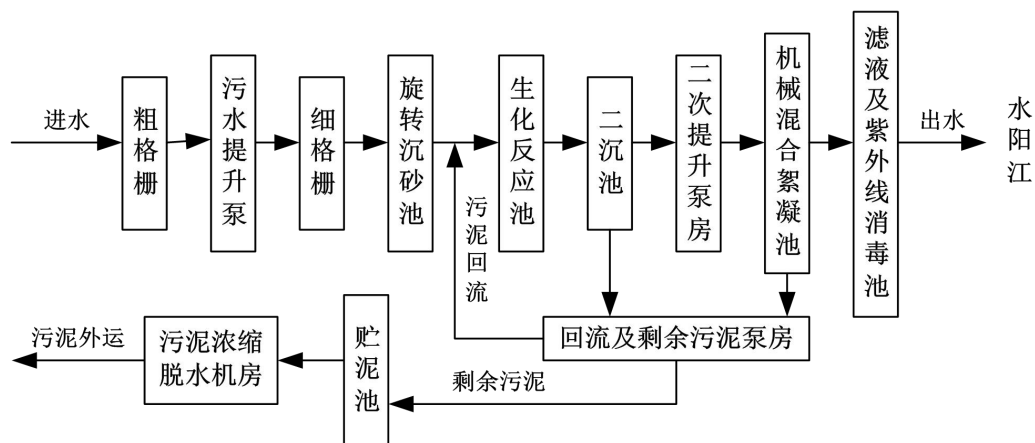 进水
粗格栅
污水提升泵
细格栅
旋转沉砂池
生化反应池
二沉池
二次提升泵房
机械混合絮凝池
滤液及紫外线消毒池
出水
水阳江
污泥回流
回流及剩余污泥泵房
剩余污泥
贮泥池
污泥浓缩
脱水机房
污泥外运